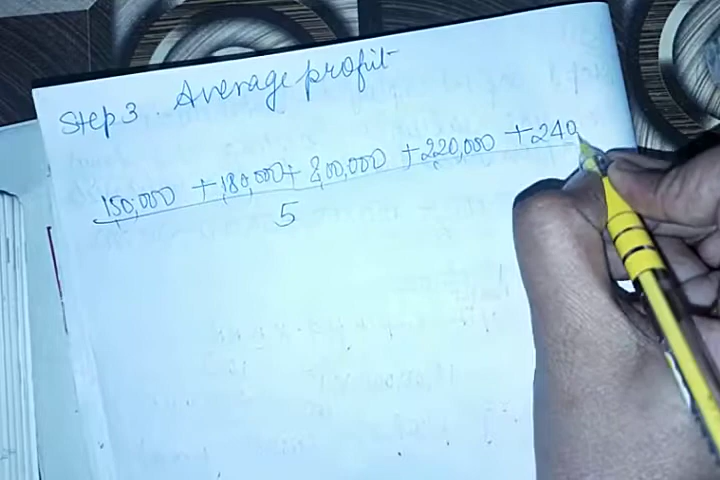 Step 3. Average profit
150,000 + 180,000 + 200,000 + 220,000 + 240
5